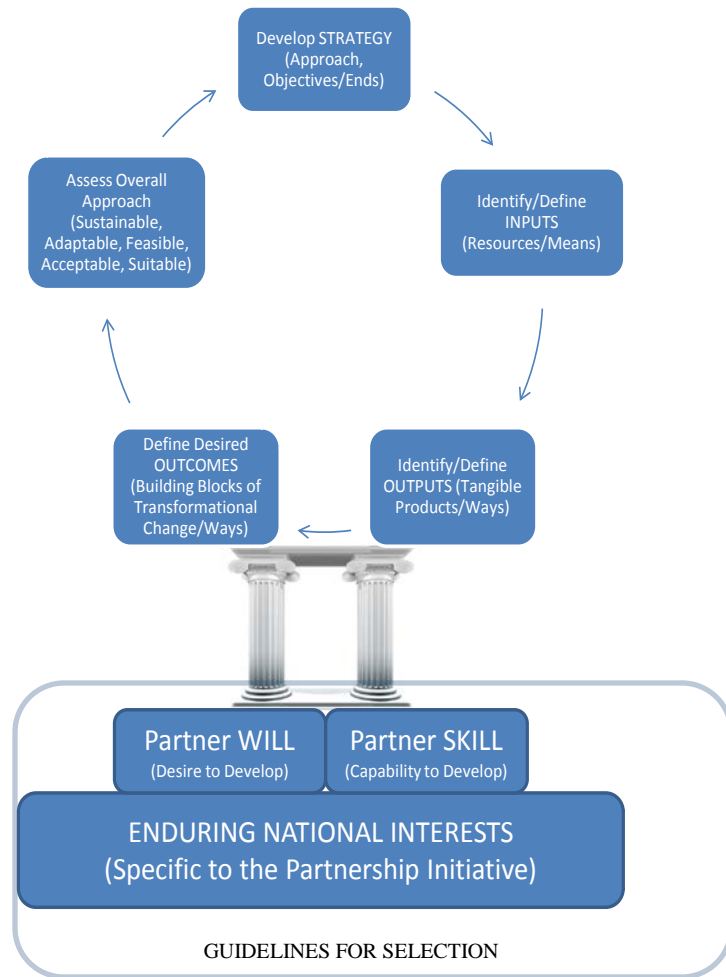 Develop STRATEGY
(Approach,
Objectives/Ends)
Identify/Define
INPUTS
(Resources/Means)
Identify/Define
OUTPUTS (Tangible
Products/Ways)
Define Desired
OUTCOMES
(Building Blocks of
Transformational
Change/Ways)
Assess Overall
Approach
(Sustainable,
Adaptable, Feasible,
Acceptable, Suitable)
Partner WILL
(Desire to Develop)
Partner SKILL
(Capability to Develop)
ENDURING NATIONAL INTERESTS
(Specific to the Partnership Initiative)
GUIDELINES FOR SELECTION